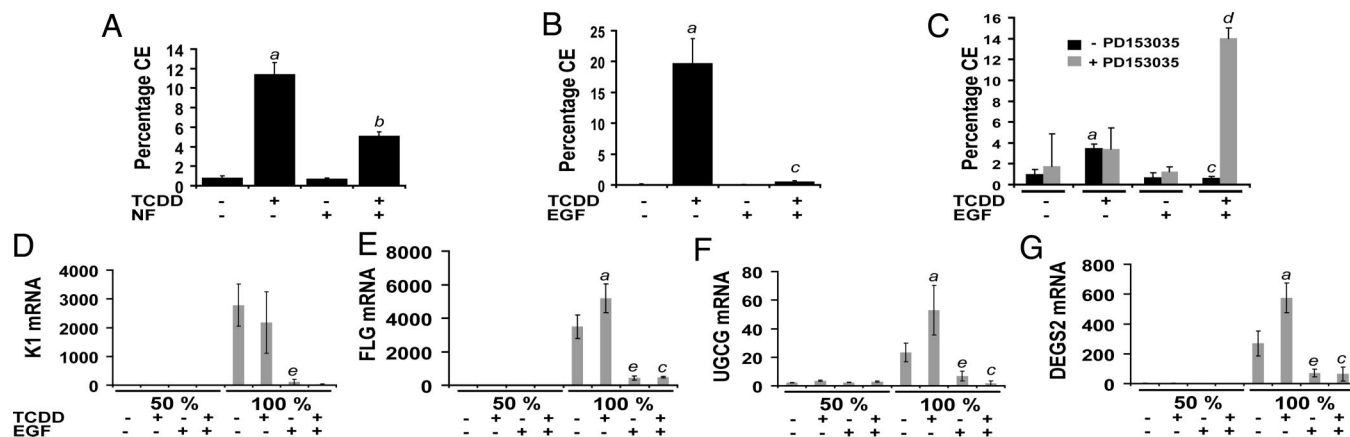 A
Percentage CE
14
12
10
8
6
4
2
0
a
b
TCDD - + - +
NF - - + +
B
Percentage CE
25
20
15
10
5
0
a
c
TCDD - + - +
EGF - - + +
C
Percentage CE
16
14
12
10
8
6
4
2
0
- PD153035
+ PD153035
a
c
d
TCDD - + - +
EGF - - + +
D
K1 mRNA
4000
3000
2000
1000
0
e
50 % 100 %
TCDD - + - + - + - +
EGF - - + + - - + +
E
FLG mRNA
8000
6000
4000
2000
0
a
e
c
50 % 100 %
- + - + - + - +
- - + + - - + +
F
UGCG mRNA
80
60
40
20
0
a
e
c
50 % 100 %
- + - + - + - +
- - + + - - + +
G
DEGS2 mRNA
800
600
400
200
0
a
e
c
50 % 100 %
- + - + - + - +
- - + + - - + +